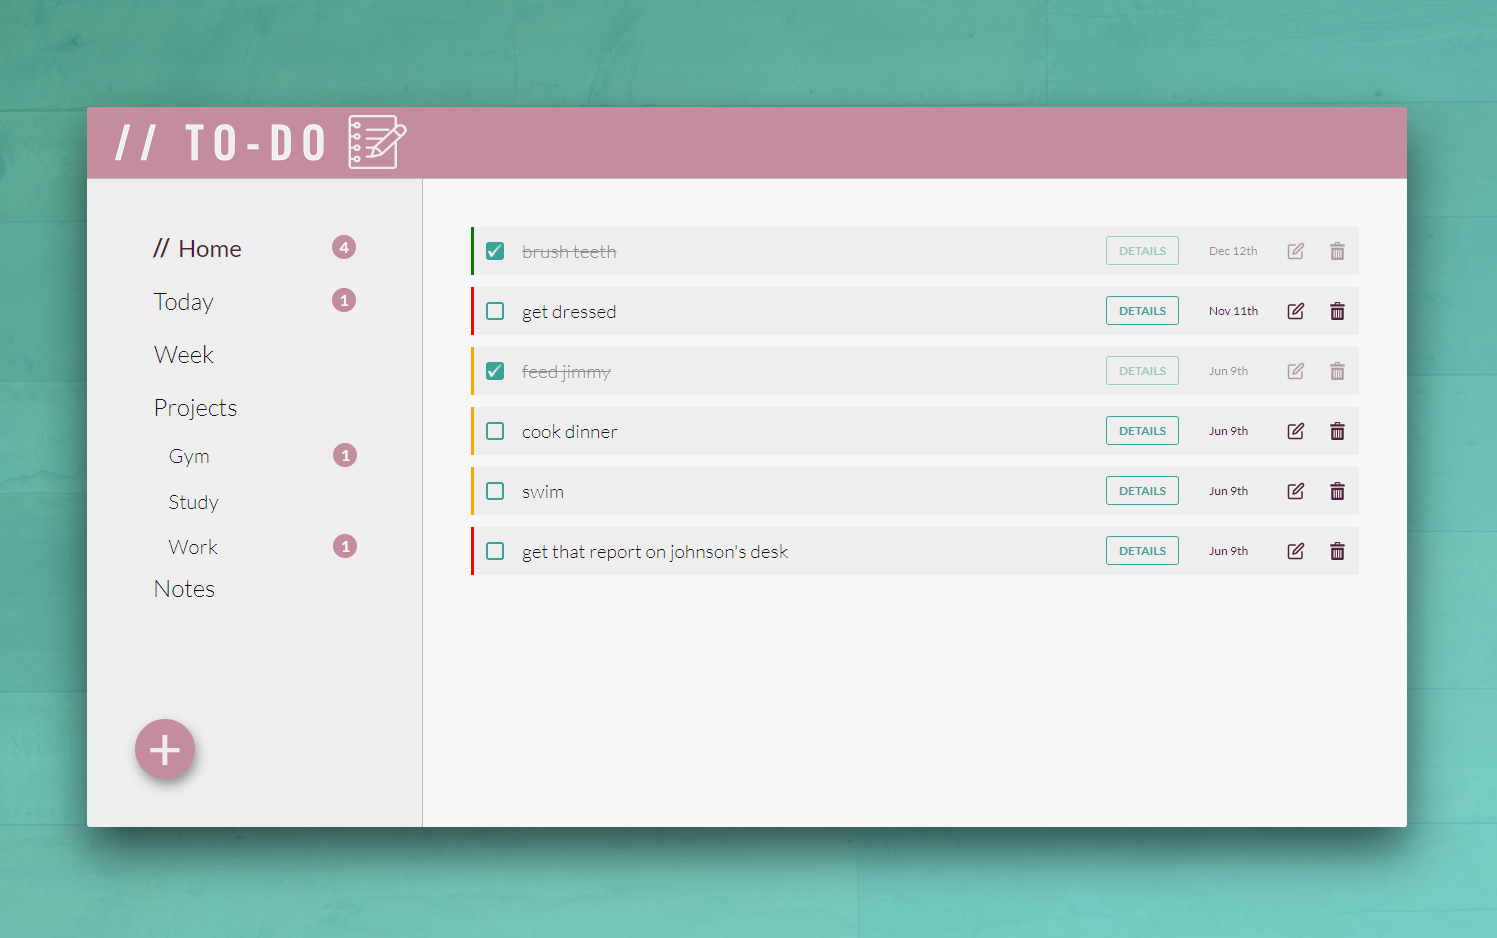 // TO-DO
// Home 4
Today 1
Week
Projects
Gym 1
Study
Work 1
Notes
brush teeth DETAILS Dec 12th
get dressed DETAILS Nov 11th
feed jimmy DETAILS Jun 9th
cook dinner DETAILS Jun 9th
swim DETAILS Jun 9th
get that report on johnson's desk DETAILS Jun 9th